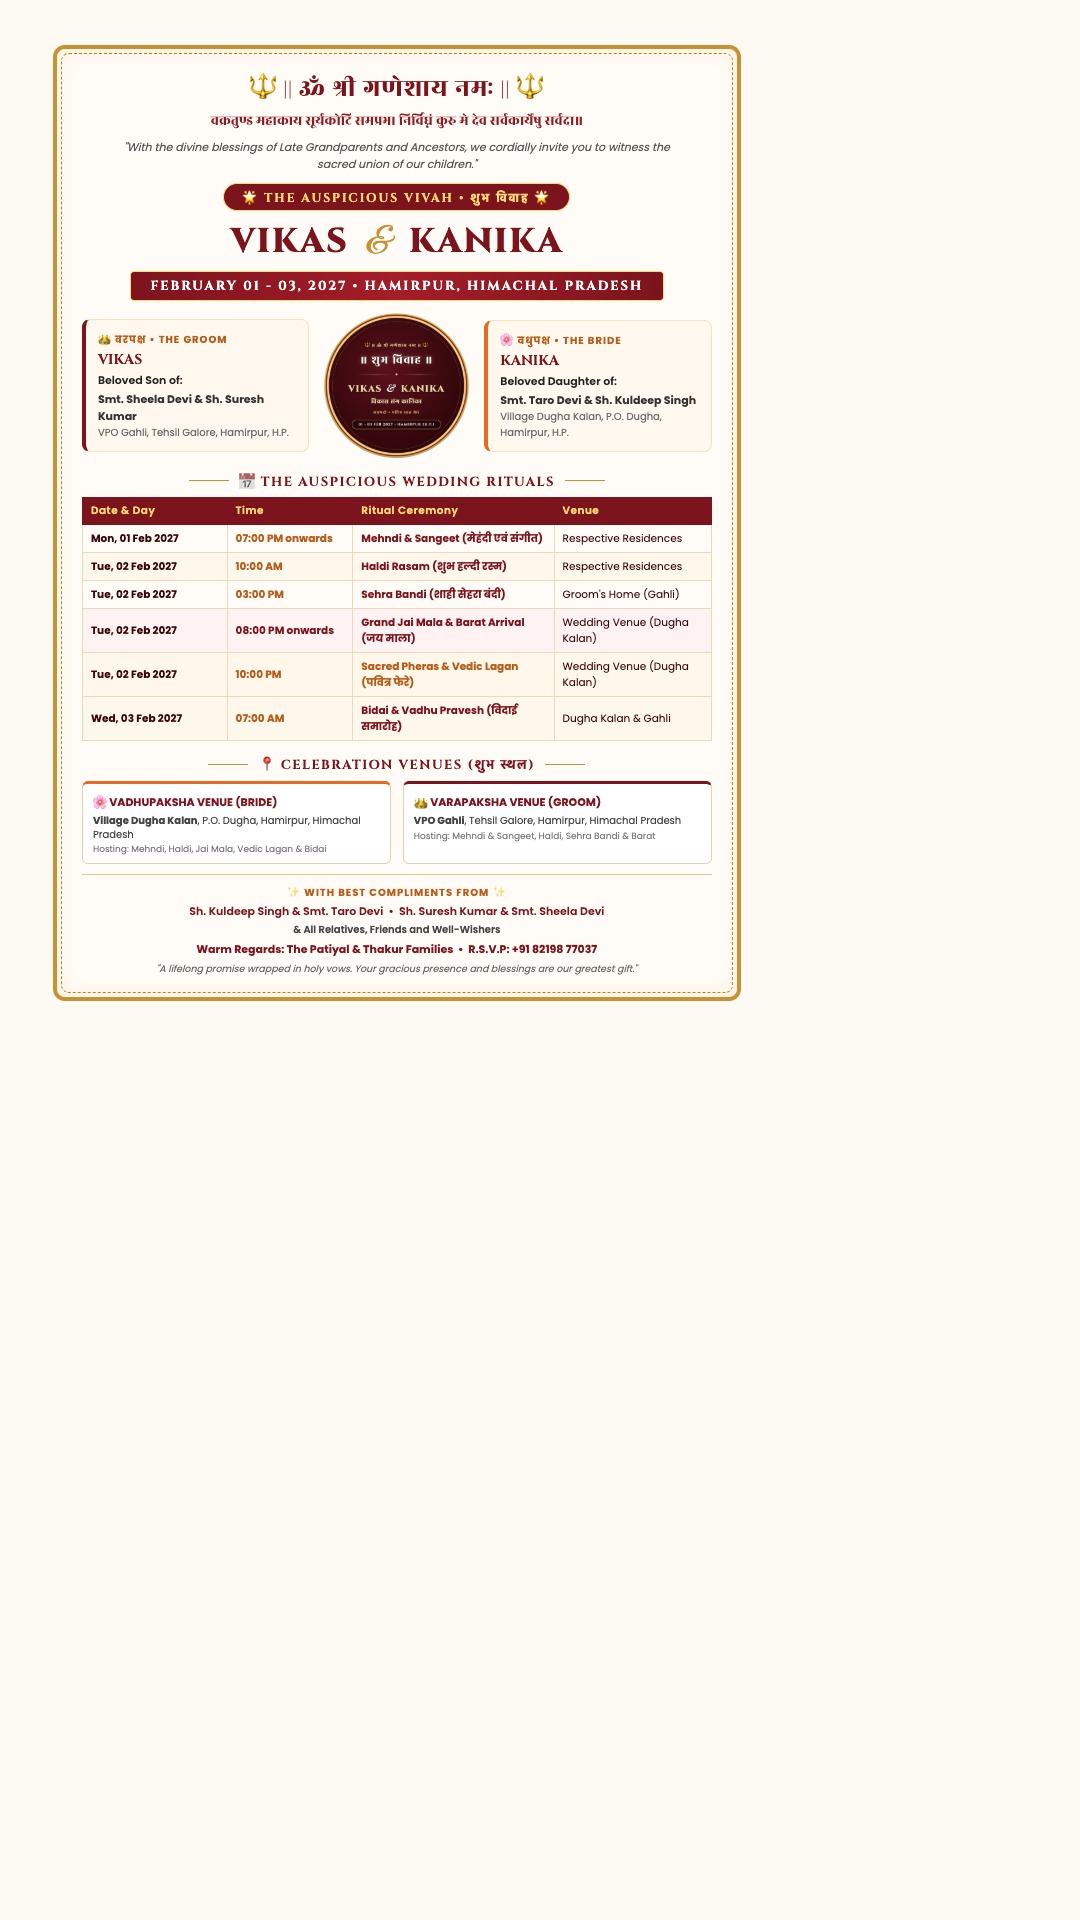 🔱 || ॐ श्री गणेशाय नमः || 🔱
वक्रतुण्ड महाकाय सूर्यकोटि समप्रभ। निर्विघ्नं कुरु मे देव सर्वकार्येषु सर्वदा॥
"With the divine blessings of Late Grandparents and Ancestors, we cordially invite you to witness the
sacred union of our children."
🌟 THE AUSPICIOUS VIVAH • शुभ विवाह 🌟
VIKAS & KANIKA
FEBRUARY 01 - 03, 2027 • HAMIRPUR, HIMACHAL PRADESH
👑 वरपक्ष • THE GROOM
VIKAS
Beloved Son of:
Smt. Sheela Devi & Sh. Suresh
Kumar
VPO Gahli, Tehsil Galore, Hamirpur, H.P.
🔱 ॥ ॐ श्री गणेशाय नमः ॥ 🔱
॥ शुभ विवाह ॥
VIKAS & KANIKA
विकास संग कानिका
01 - 03 FEB 2027 • HAMIRPUR (H.P.)
🌸 वधुपक्ष • THE BRIDE
KANIKA
Beloved Daughter of:
Smt. Taro Devi & Sh. Kuldeep Singh
Village Dugha Kalan, P.O. Dugha,
Hamirpur, H.P.
📅 THE AUSPICIOUS WEDDING RITUALS
Date & Day Time Ritual Ceremony Venue
Mon, 01 Feb 2027 07:00 PM onwards Mehndi & Sangeet (मेहंदी एवं संगीत) Respective Residences
Tue, 02 Feb 2027 10:00 AM Haldi Rasam (शुभ हल्दी रस्म) Respective Residences
Tue, 02 Feb 2027 03:00 PM Sehra Bandi (शाही सेहरा बंदी) Groom's Home (Gahli)
Tue, 02 Feb 2027 08:00 PM onwards Grand Jai Mala & Barat Arrival (जय माला) Wedding Venue (Dugha Kalan)
Tue, 02 Feb 2027 10:00 PM Sacred Pheras & Vedic Lagan (पवित्र फेरे) Wedding Venue (Dugha Kalan)
Wed, 03 Feb 2027 07:00 AM Bidai & Vadhu Pravesh (विदाई समारोह) Dugha Kalan & Gahli
📍 CELEBRATION VENUES (शुभ स्थल)
🌸 VADHUPAKSHA VENUE (BRIDE)
Village Dugha Kalan, P.O. Dugha, Hamirpur, Himachal
Pradesh
Hosting: Mehndi, Haldi, Jai Mala, Vedic Lagan & Bidai
👑 VARAPAKSHA VENUE (GROOM)
VPO Gahli, Tehsil Galore, Hamirpur, Himachal Pradesh
Hosting: Mehndi & Sangeet, Haldi, Sehra Bandi & Barat
✨ WITH BEST COMPLIMENTS FROM ✨
Sh. Kuldeep Singh & Smt. Taro Devi • Sh. Suresh Kumar & Smt. Sheela Devi
& All Relatives, Friends and Well-Wishers
Warm Regards: The Patiyal & Thakur Families • R.S.V.P: +91 82198 77037
"A lifelong promise wrapped in holy vows. Your gracious presence and blessings are our greatest gift."